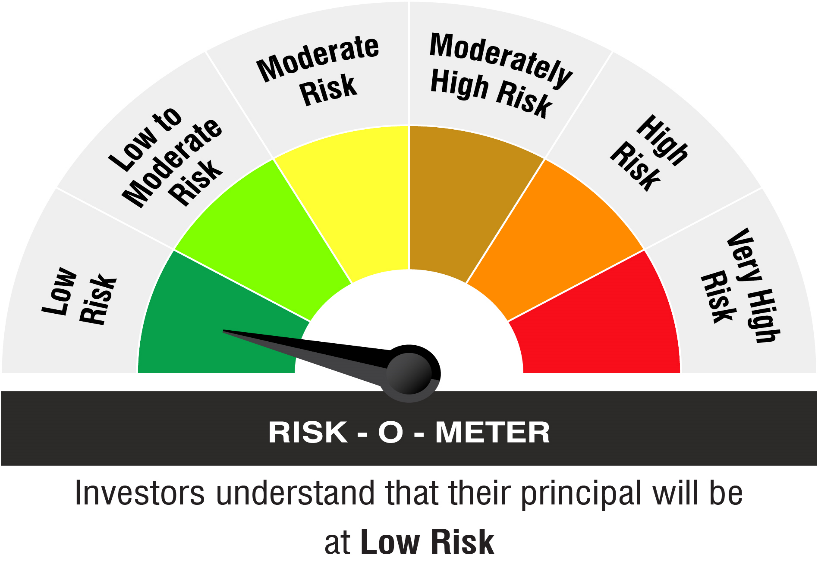 Low
Risk
Low to
Moderate
Risk
Moderate
Risk
Moderately
High Risk
High
Risk
Very High
Risk
RISK - O - METER
Investors understand that their principal will be
at Low Risk